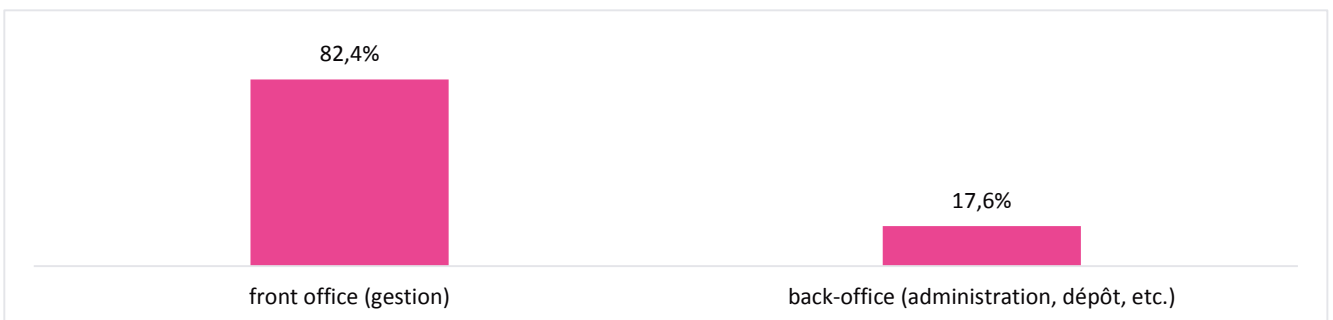 82,4%
17,6%
front office (gestion)
back-office (administration, dépôt, etc.)